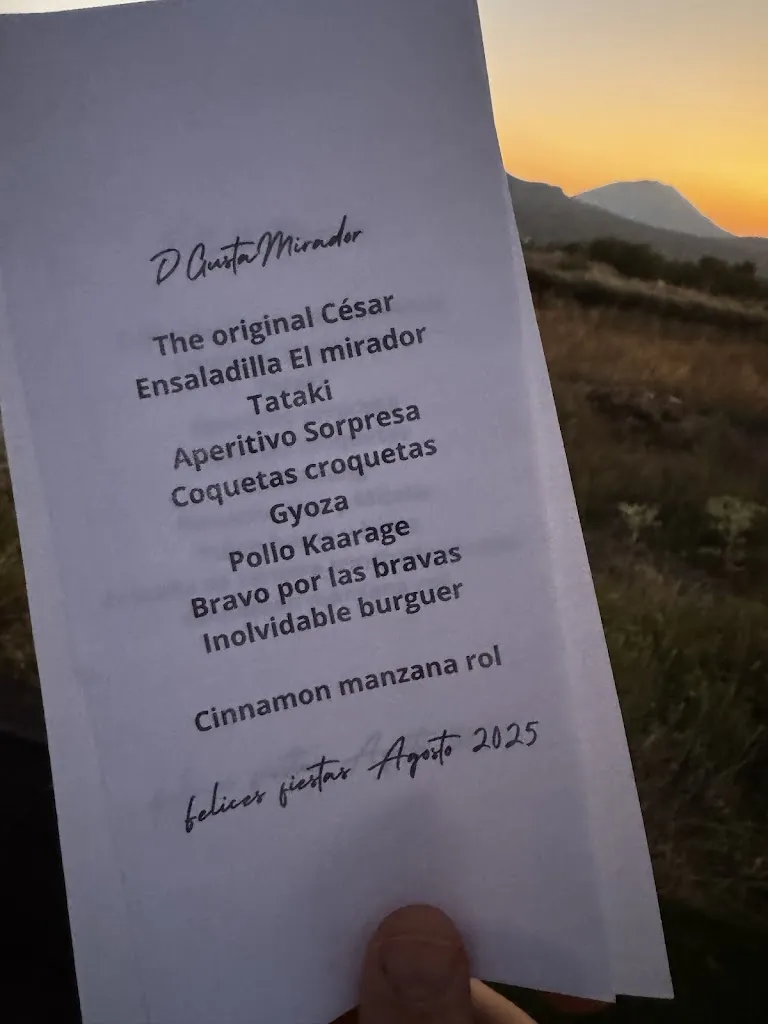 D Gusta Mirador
The original César
Ensaladilla El mirador
Tataki
Aperitivo Sorpresa
Coquetas croquetas
Gyoza
Pollo Kaarage
Bravo por las bravas
Inolvidable burguer
Cinnamon manzana rol
felices fiestas Agosto 2025